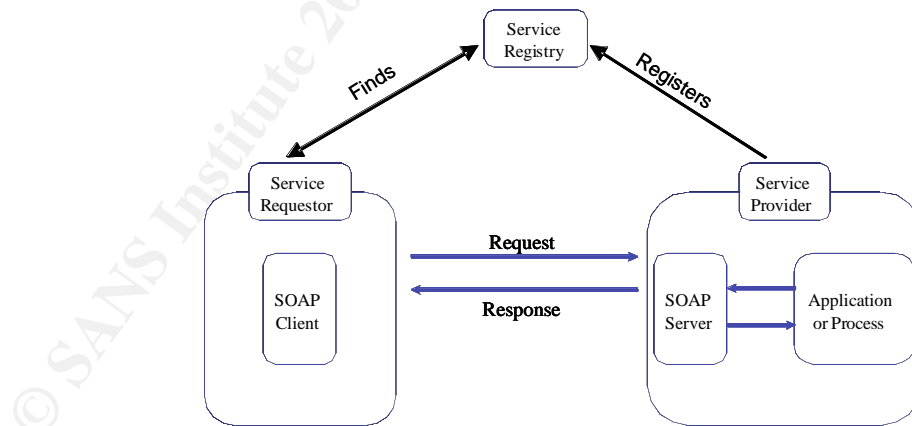 Service
Registry
Finds
Registers
Service
Requestor
Service
Provider
Request
SOAP
Client
Response
SOAP
Server
Application
or Process
© SANS Institute 20